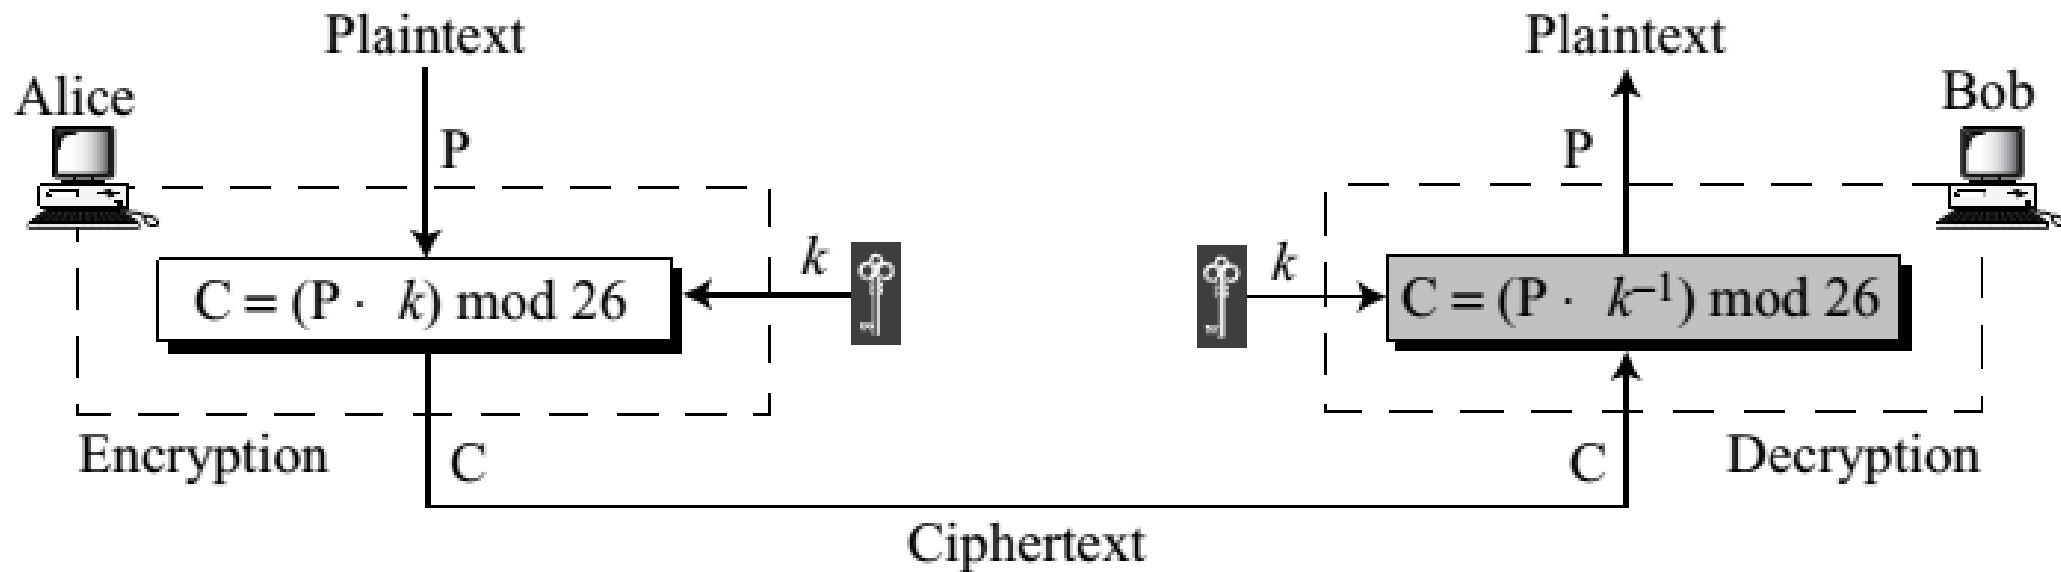 Plaintext
Plaintext
Alice
Bob
P
P
k
k
C = (P · k) mod 26
C = (P · k⁻¹) mod 26
Encryption
C
C
Decryption
Ciphertext